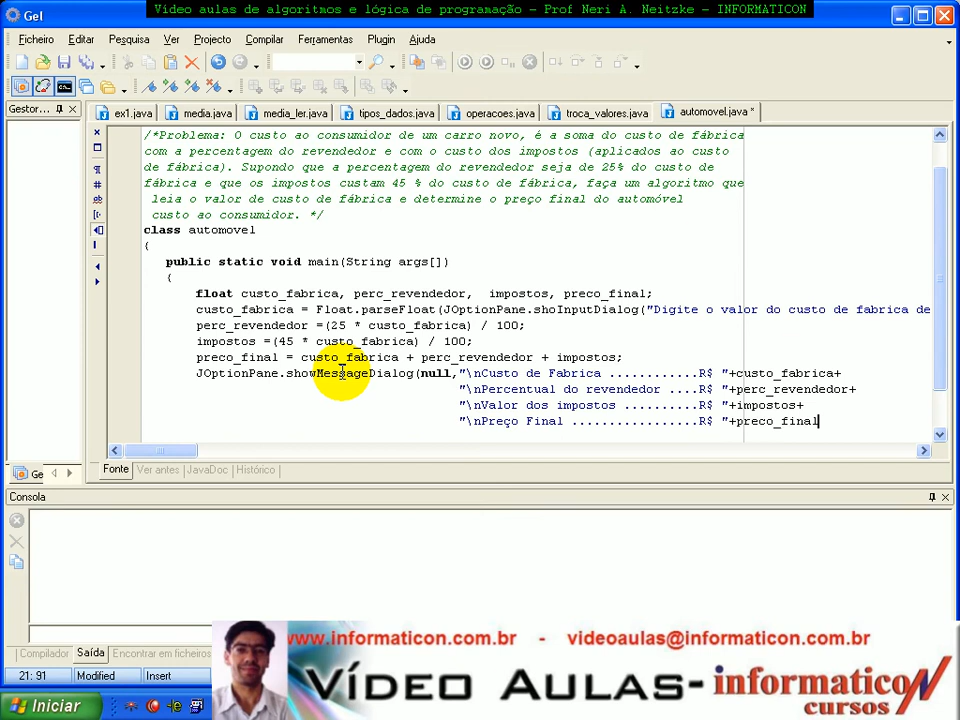 Vídeo aulas de algoritmos e lógica de programação – Prof Neri A. Neitzke – INFORMATICON
Gel
Ficheiro Editar Pesquisa Ver Projecto Compilar Ferramentas Plugin Ajuda
Gestor...
ex1.java media.java media_ler.java tipos_dados.java operacoes.java troca_valores.java automovel.java *
/*Problema: O custo ao consumidor de um carro novo, é a soma do custo de fábrica
com a percentagem do revendedor e com o custo dos impostos (aplicados ao custo
de fábrica). Supondo que a percentagem do revendedor seja de 25% do custo de
fábrica e que os impostos custam 45 % do custo de fábrica, faça um algoritmo que
leia o valor de custo de fábrica e determine o preço final do automóvel
custo ao consumidor. */
class automovel
{
public static void main(String args[])
{
float custo_fabrica, perc_revendedor, impostos, preco_final;
custo_fabrica = Float.parseFloat(JOptionPane.shoInputDialog("Digite o valor do custo de fabrica de
perc_revendedor =(25 * custo_fabrica) / 100;
impostos =(45 * custo_fabrica) / 100;
preco_final = custo_fabrica + perc_revendedor + impostos;
JOptionPane.showMessageDialog(null,"\nCusto de Fabrica ............R$ "+custo_fabrica+
"\nPercentual do revendedor ....R$ "+perc_revendedor+
"\nValor dos impostos ..........R$ "+impostos+
"\nPreço Final .................R$ "+preco_final
Ge
Fonte Ver antes JavaDoc Histórico
Consola
Compilador Saída Encontrar em ficheiros
21: 91 Modified Insert
www.informaticon.com.br - videoaulas@informaticon.com.br
Vídeo Aulas- informaticon
cursos
Iniciar